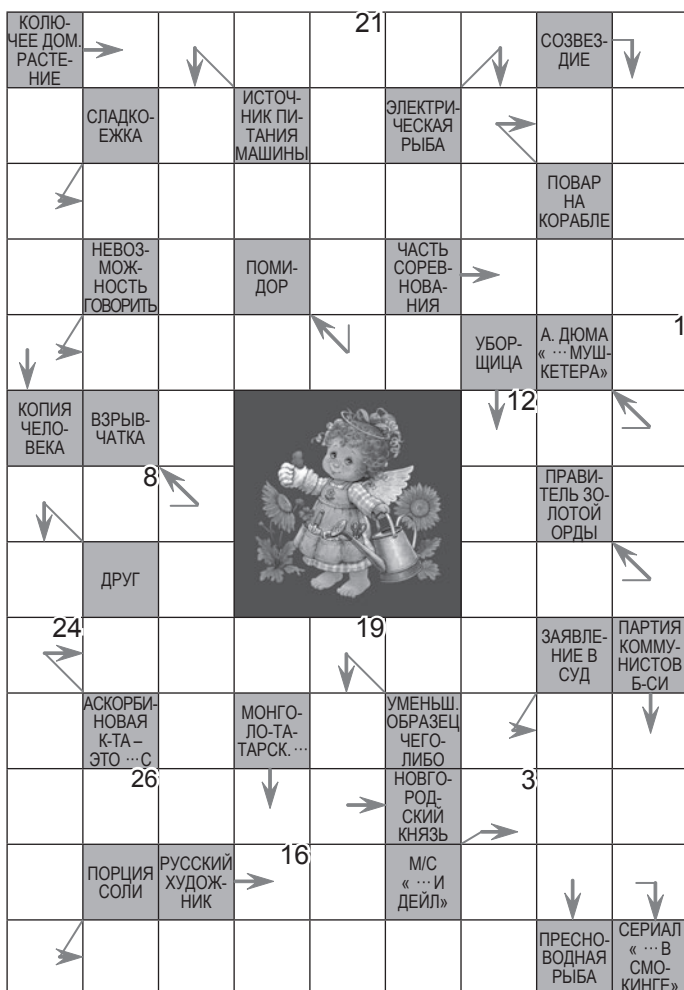 КОЛЮ-
ЧЕЕ ДОМ.
РАСТЕ-
НИЕ
21
СОЗВЕЗ-
ДИЕ
СЛАДКО-
ЕЖКА
ИСТОЧ-
НИК ПИ-
ТАНИЯ
МАШИНЫ
ЭЛЕКТРИ-
ЧЕСКАЯ
РЫБА
ПОВАР
НА
КОРАБЛЕ
НЕВОЗ-
МОЖ-
НОСТЬ
ГОВОРИТЬ
ПОМИ-
ДОР
ЧАСТЬ
СОРЕВ-
НОВА-
НИЯ
УБОР-
ЩИЦА
А. ДЮМА
« ···МУШ-
КЕТЕРА»
1
КОПИЯ
ЧЕЛО-
ВЕКА
ВЗРЫВ-
ЧАТКА
12
8
ПРАВИ-
ТЕЛЬ ЗО-
ЛОТОЙ
ОРДЫ
ДРУГ
24
19
ЗАЯВЛЕ-
НИЕ В
СУД
ПАРТИЯ
КОММУ-
НИСТОВ
Б-СИ
АСКОРБИ-
НОВАЯ
К-ТА –
ЭТО ···С
МОНГО-
ЛО-ТА-
ТАРСК. ···
УМЕНЬШ.
ОБРАЗЕЦ
ЧЕГО-
ЛИБО
26
НОВГО-
РОД-
СКИЙ
КНЯЗЬ
3
ПОРЦИЯ
СОЛИ
РУССКИЙ
ХУДОЖ-
НИК
16
М/С
« ···И
ДЕЙЛ»
ПРЕСНО-
ВОДНАЯ
РЫБА
СЕРИАЛ
« ···В
СМО-
КИНГЕ»